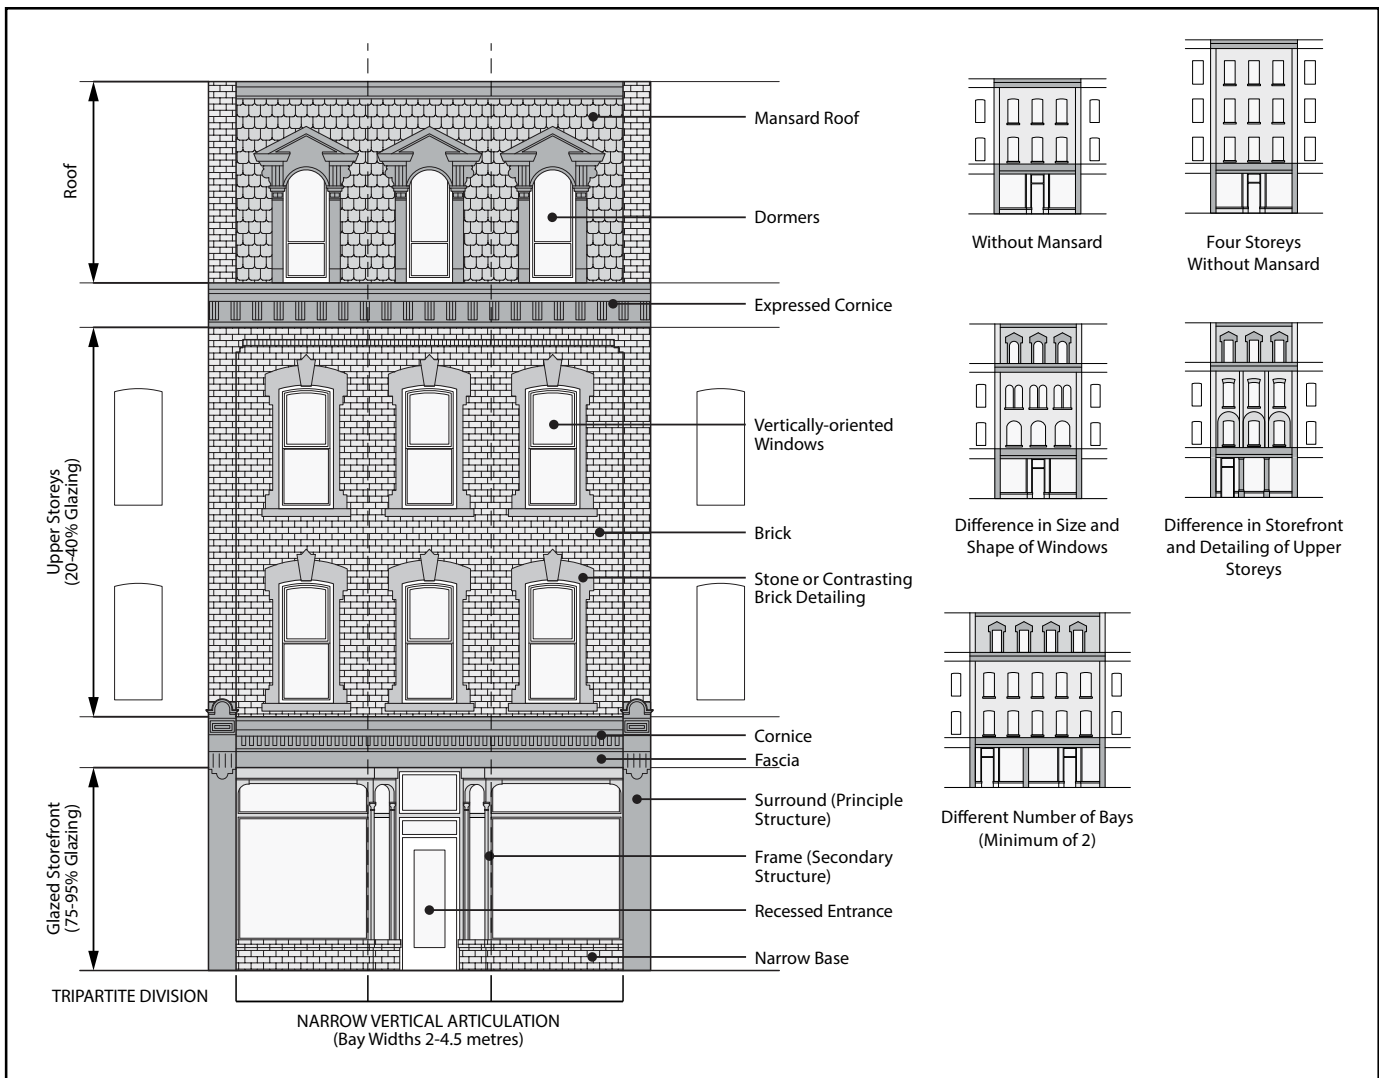 Roof
Upper Storeys
(20-40% Glazing)
Glazed Storefront
(75-95% Glazing)
TRIPARTITE DIVISION
NARROW VERTICAL ARTICULATION
(Bay Widths 2-4.5 metres)
Mansard Roof
Dormers
Expressed Cornice
Vertically-oriented
Windows
Brick
Stone or Contrasting
Brick Detailing
Cornice
Fascia
Surround (Principle
Structure)
Frame (Secondary
Structure)
Recessed Entrance
Narrow Base
Without Mansard
Four Storeys
Without Mansard
Difference in Size and
Shape of Windows
Difference in Storefront
and Detailing of Upper
Storeys
Different Number of Bays
(Minimum of 2)